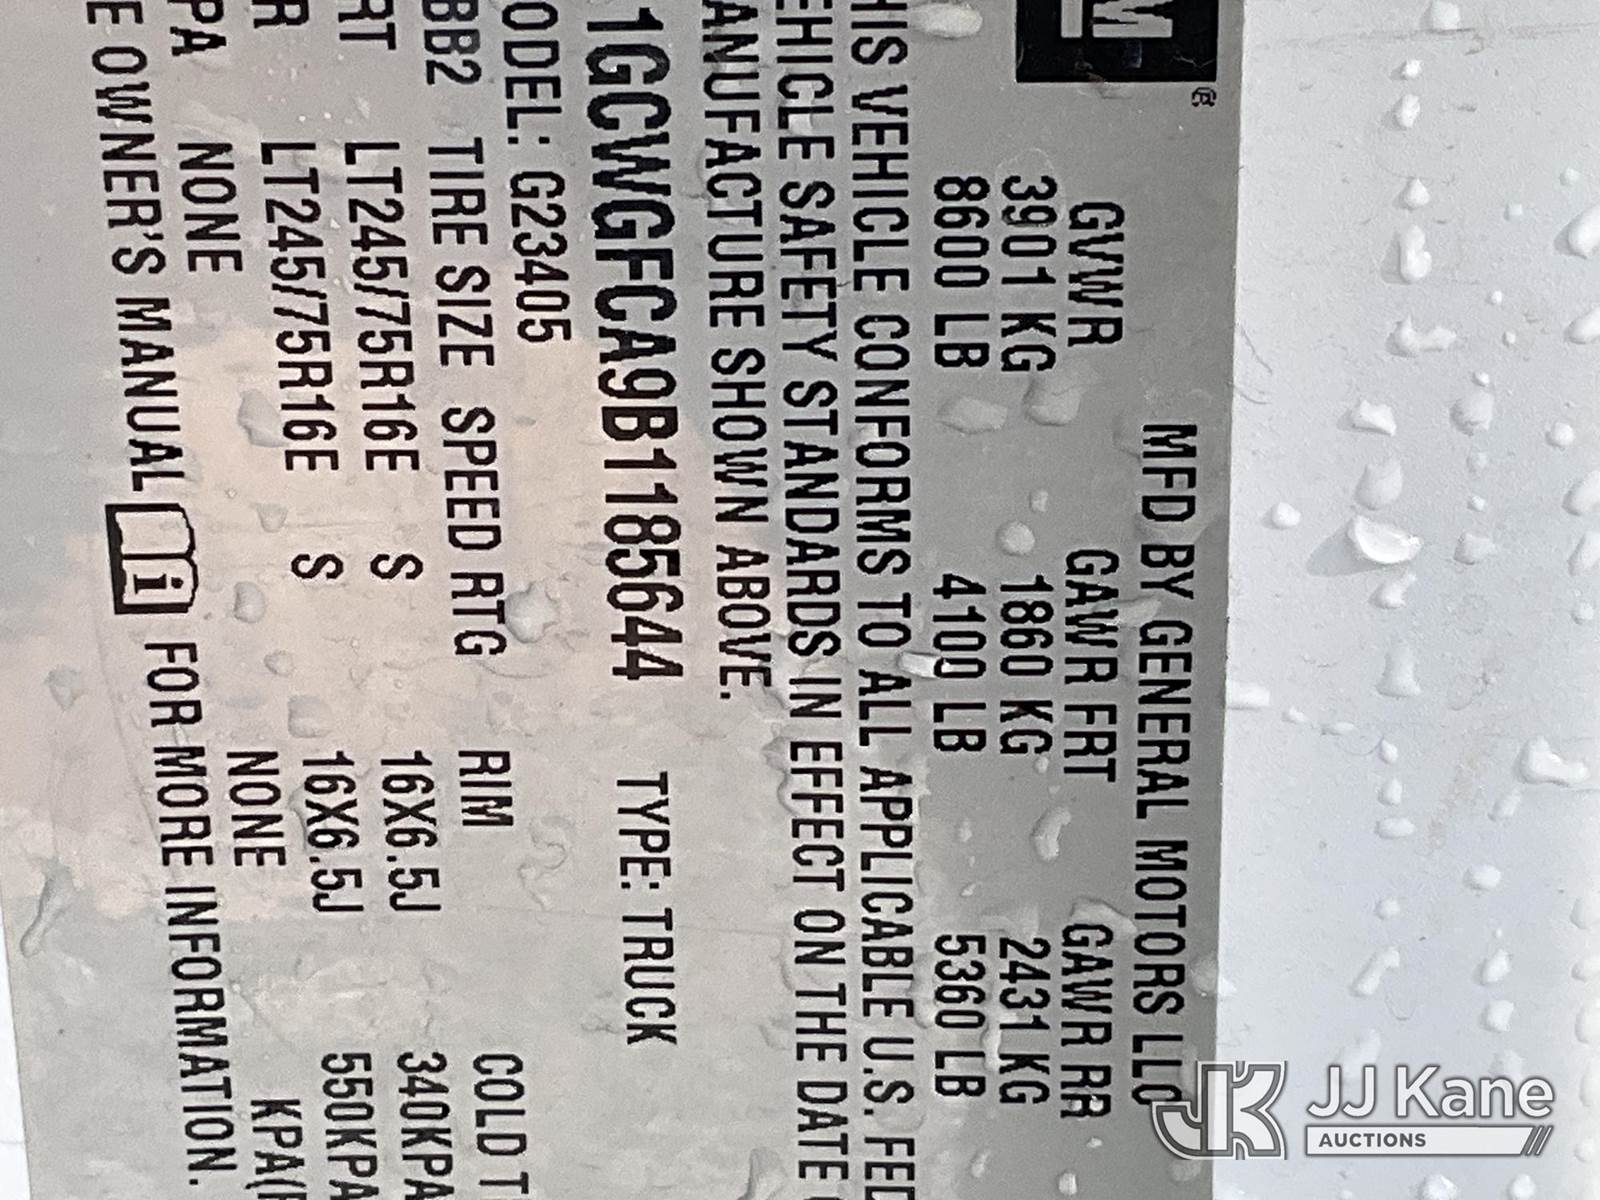 GM ®
MFD BY GENERAL MOTORS LLC
GVWR GAWR FRT GAWR RR
3901 KG 1860 KG 2431 KG
8600 LB 4100 LB 5360 LB
HIS VEHICLE CONFORMS TO ALL APPLICABLE U.S. FED
EHICLE SAFETY STANDARDS IN EFFECT ON THE DATE
ANUFACTURE SHOWN ABOVE.
1GCWGFCA9B1185644 TYPE: TRUCK
ODEL: G23405
BB2 TIRE SIZE SPEED RTG RIM COLD T
RT LT245/75R16E S 16X6.5J 340KPA
R LT245/75R16E S 16X6.5J 550KPA
PA NONE NONE KPA(
E OWNER'S MANUAL i FOR MORE INFORMATION.
JK JJ Kane
AUCTIONS